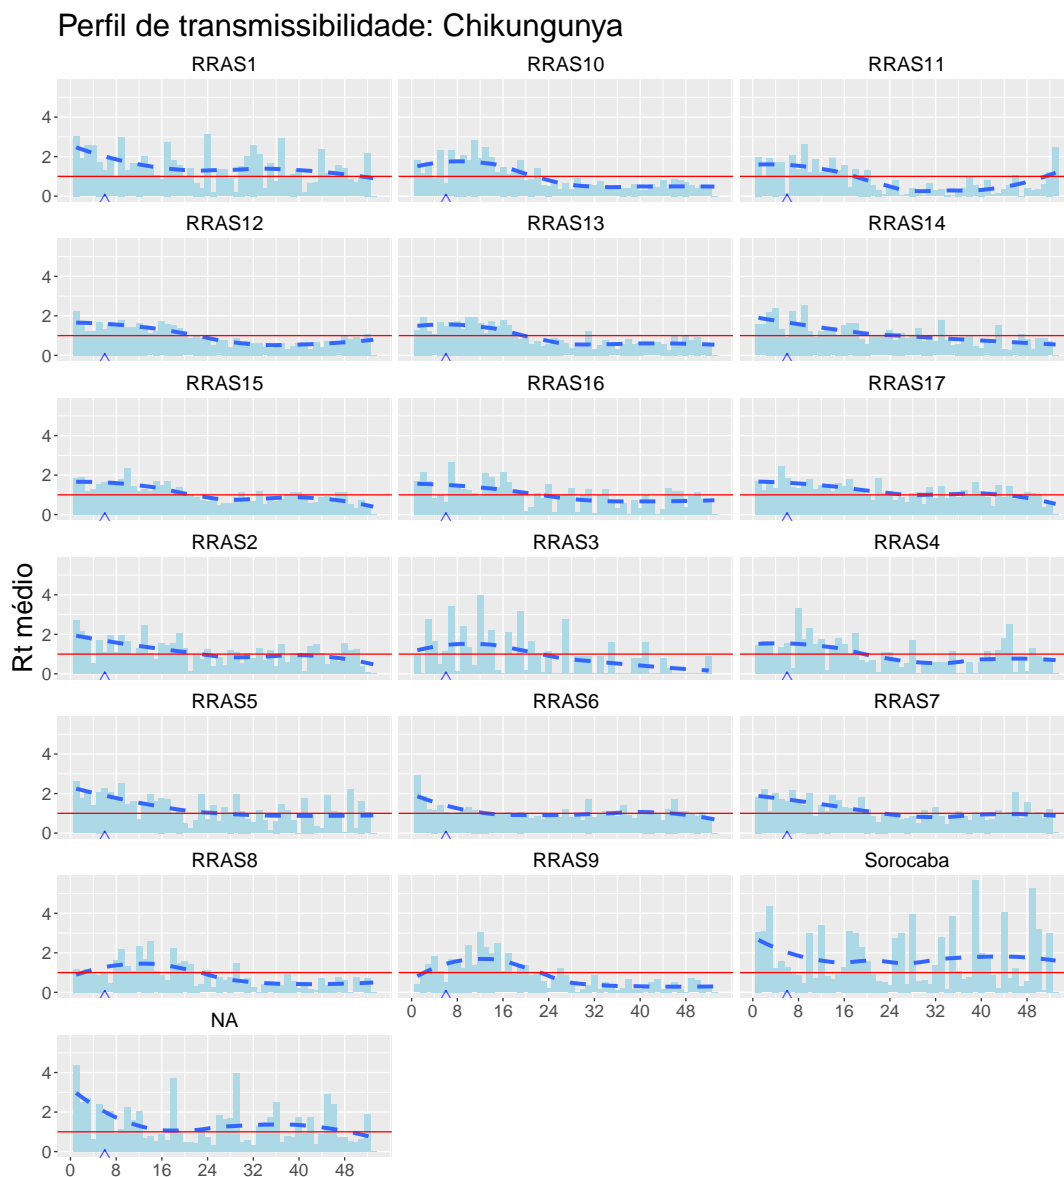 Perfil de transmissibilidade: Chikungunya
RRAS1 RRAS10 RRAS11
4
2
0
RRAS12 RRAS13 RRAS14
4
2
0
RRAS15 RRAS16 RRAS17
4
2
0
RRAS2 RRAS3 RRAS4
4
2
0
Rt médio
RRAS5 RRAS6 RRAS7
4
2
0
RRAS8 RRAS9 Sorocaba
4
2
0
0 8 16 24 32 40 48 0 8 16 24 32 40 48
NA
4
2
0
0 8 16 24 32 40 48